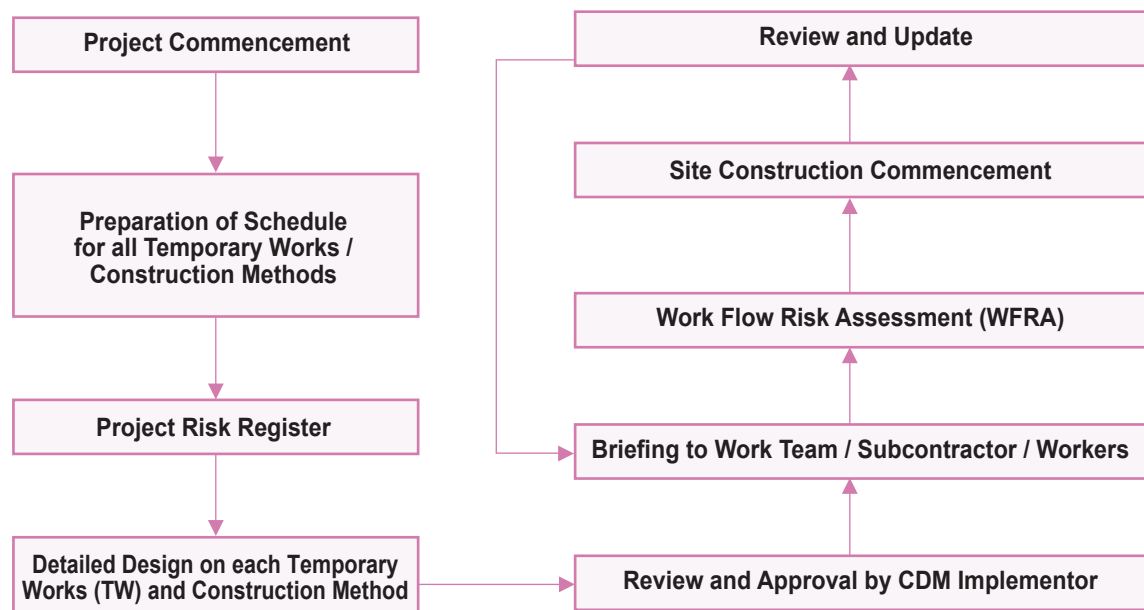 Project Commencement
Preparation of Schedule
for all Temporary Works /
Construction Methods
Project Risk Register
Detailed Design on each Temporary
Works (TW) and Construction Method
Review and Approval by CDM Implementor
Briefing to Work Team / Subcontractor / Workers
Work Flow Risk Assessment (WFRA)
Site Construction Commencement
Review and Update